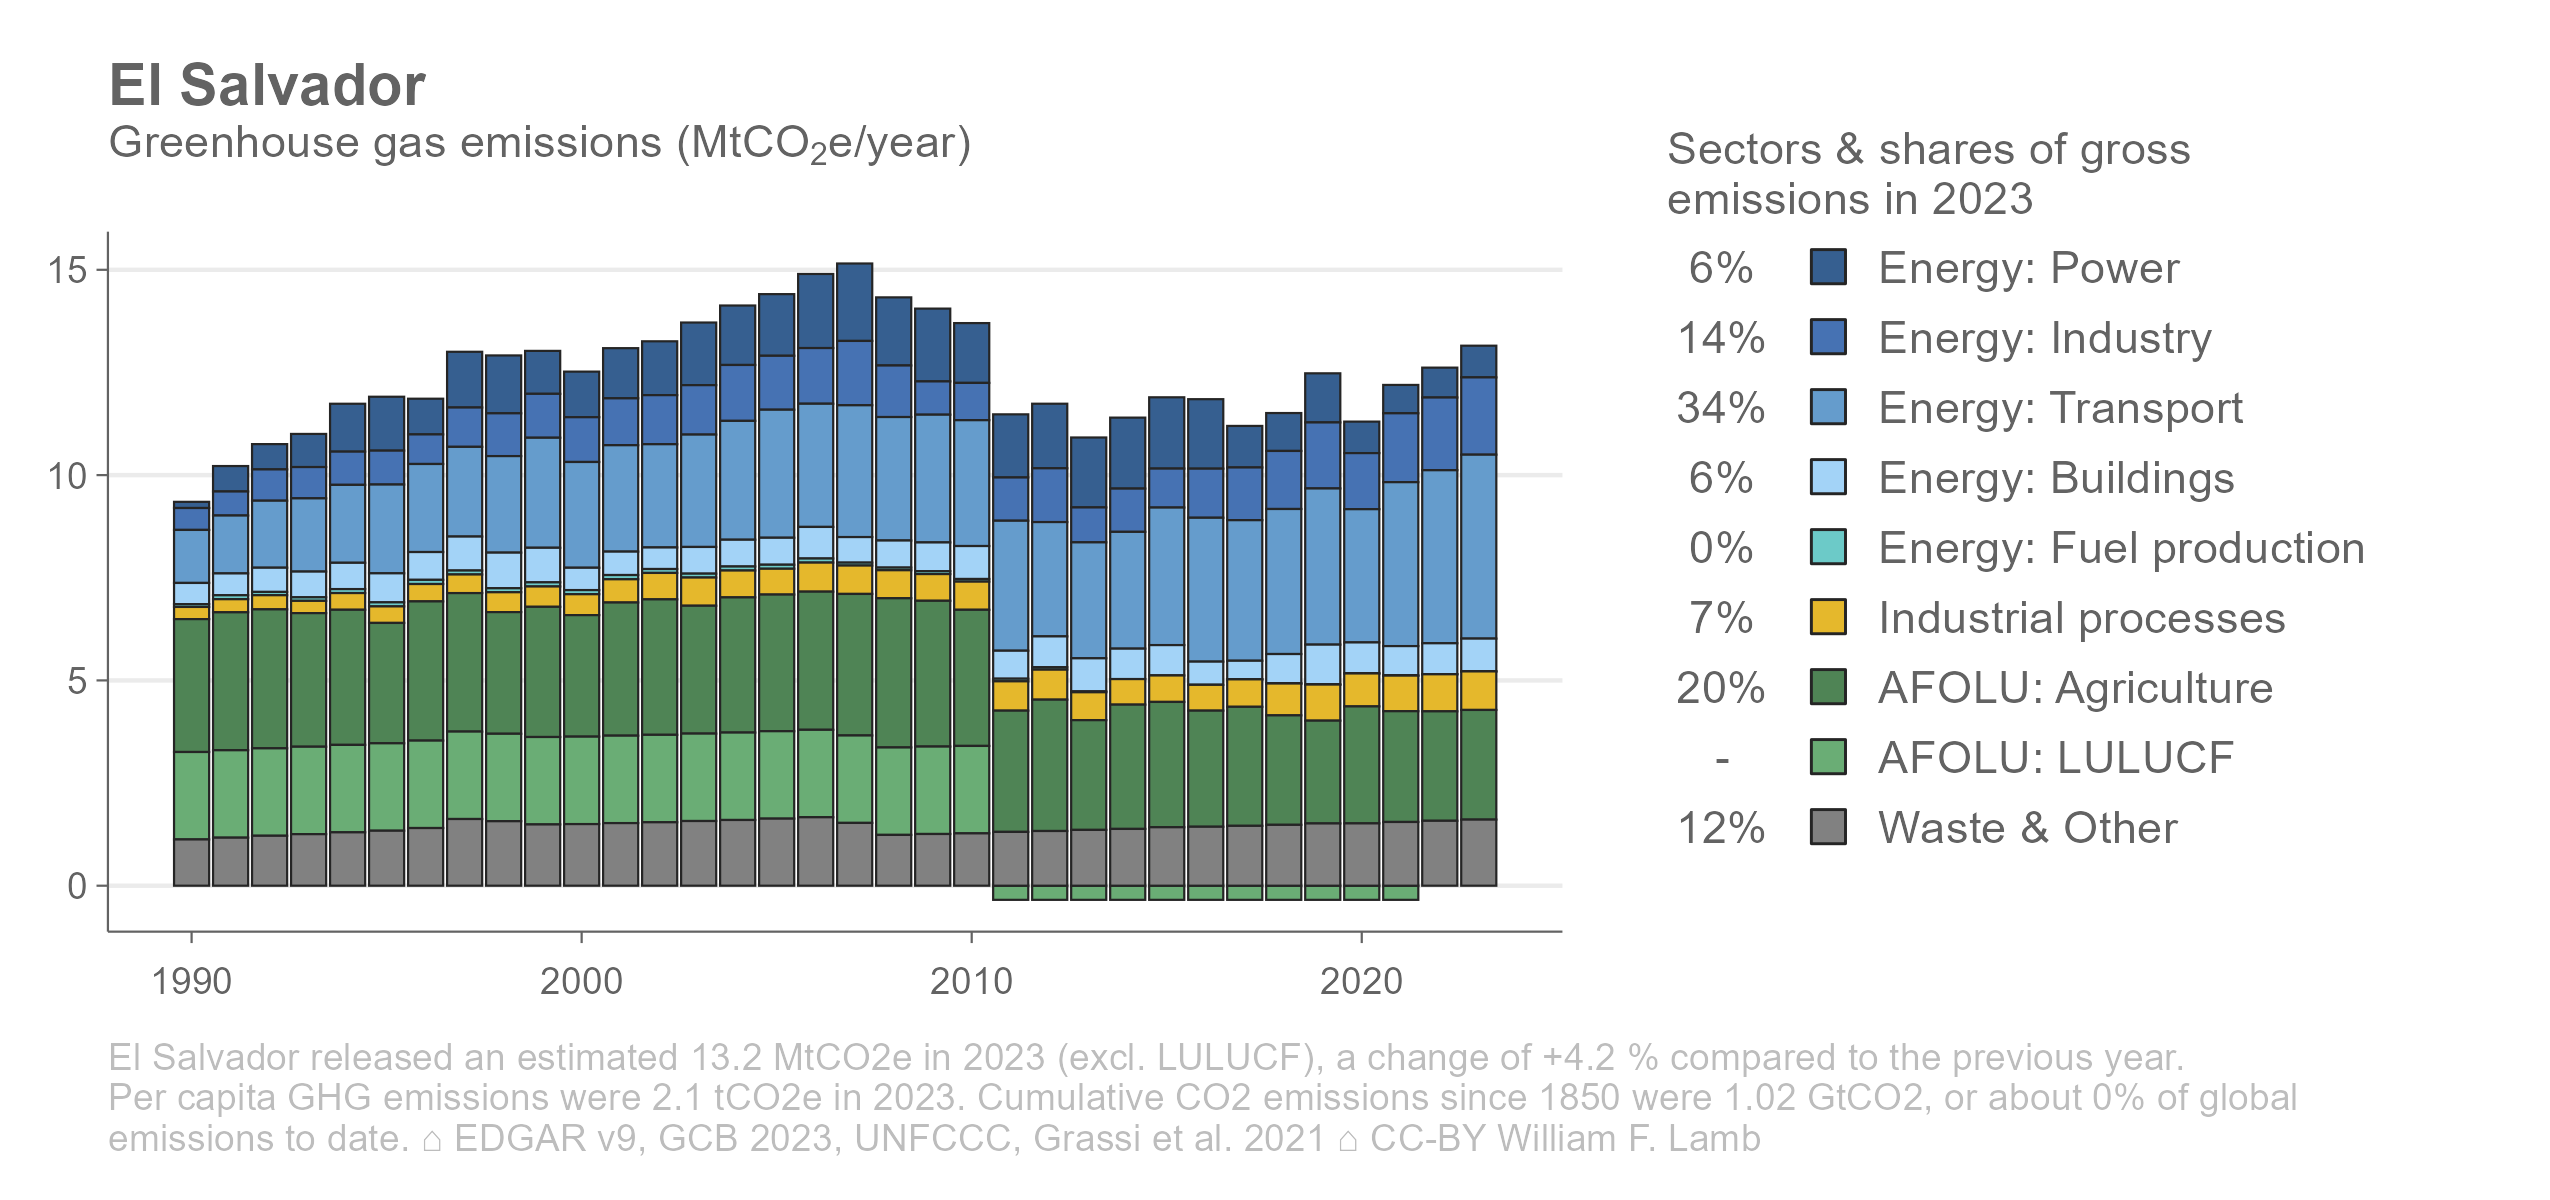 El Salvador
Greenhouse gas emissions (MtCO₂e/year)
Sectors & shares of gross
emissions in 2023
6% Energy: Power
14% Energy: Industry
34% Energy: Transport
6% Energy: Buildings
0% Energy: Fuel production
7% Industrial processes
20% AFOLU: Agriculture
- AFOLU: LULUCF
12% Waste & Other
15
10
5
0
1990 2000 2010 2020
El Salvador released an estimated 13.2 MtCO2e in 2023 (excl. LULUCF), a change of +4.2 % compared to the previous year.
Per capita GHG emissions were 2.1 tCO2e in 2023. Cumulative CO2 emissions since 1850 were 1.02 GtCO2, or about 0% of global
emissions to date. ⌂ EDGAR v9, GCB 2023, UNFCCC, Grassi et al. 2021 ⌂ CC-BY William F. Lamb